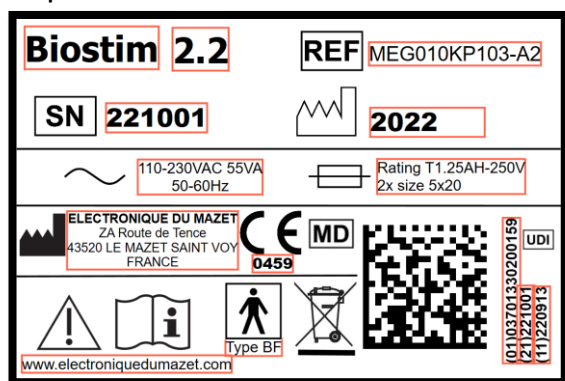 Biostim 2.2
REF MEG010KP103-A2
SN 221001
2022
110-230VAC 55VA
50-60Hz
Rating T1.25AH-250V
2x size 5x20
ELECTRONIQUE DU MAZET
ZA Route de Tence
43520 LE MAZET SAINT VOY
FRANCE
CE
0459
MD
UDI
(01)03701330200159
(21)221001
(11)220913
Type BF
www.electroniquedumazet.com